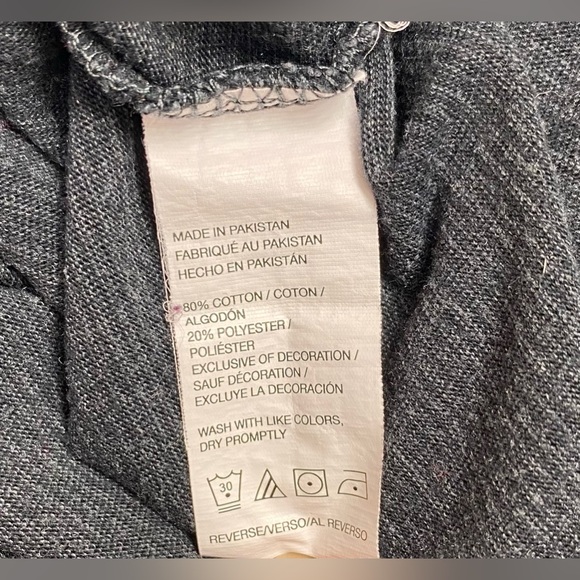 MADE IN PAKISTAN
FABRIQUÉ AU PAKISTAN
HECHO EN PAKISTÁN
80% COTTON / COTON /
ALGODÓN
20% POLYESTER /
POLIÉSTER
EXCLUSIVE OF DECORATION /
SAUF DÉCORATION /
EXCLUYE LA DECORACIÓN
WASH WITH LIKE COLORS,
DRY PROMPTLY
30
REVERSE/VERSO/AL REVERSO